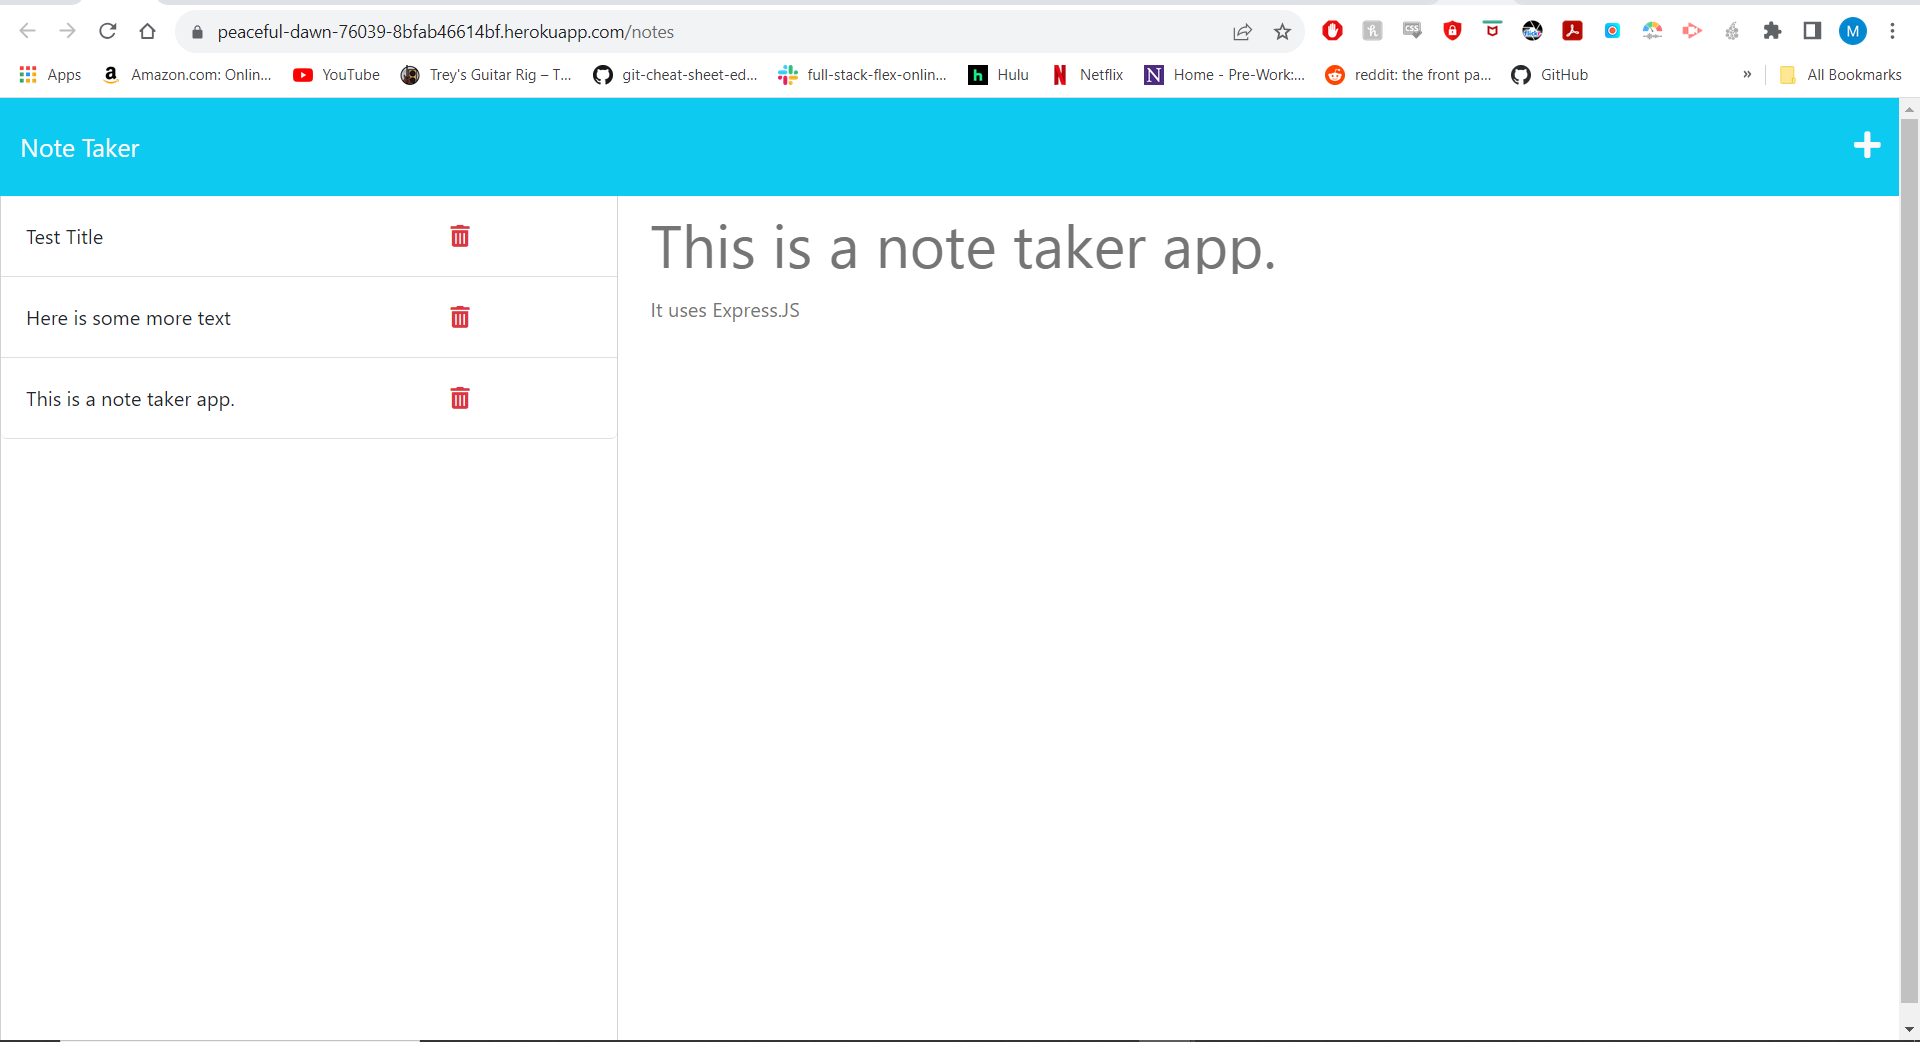 peaceful-dawn-76039-8bfab46614bf.herokuapp.com/notes
M
Apps Amazon.com: Onlin... YouTube Trey's Guitar Rig – T... git-cheat-sheet-ed... full-stack-flex-onlin... Hulu Netflix Home - Pre-Work:... reddit: the front pa... GitHub » All Bookmarks
Note Taker
Test Title
Here is some more text
This is a note taker app.
This is a note taker app.
It uses Express.JS